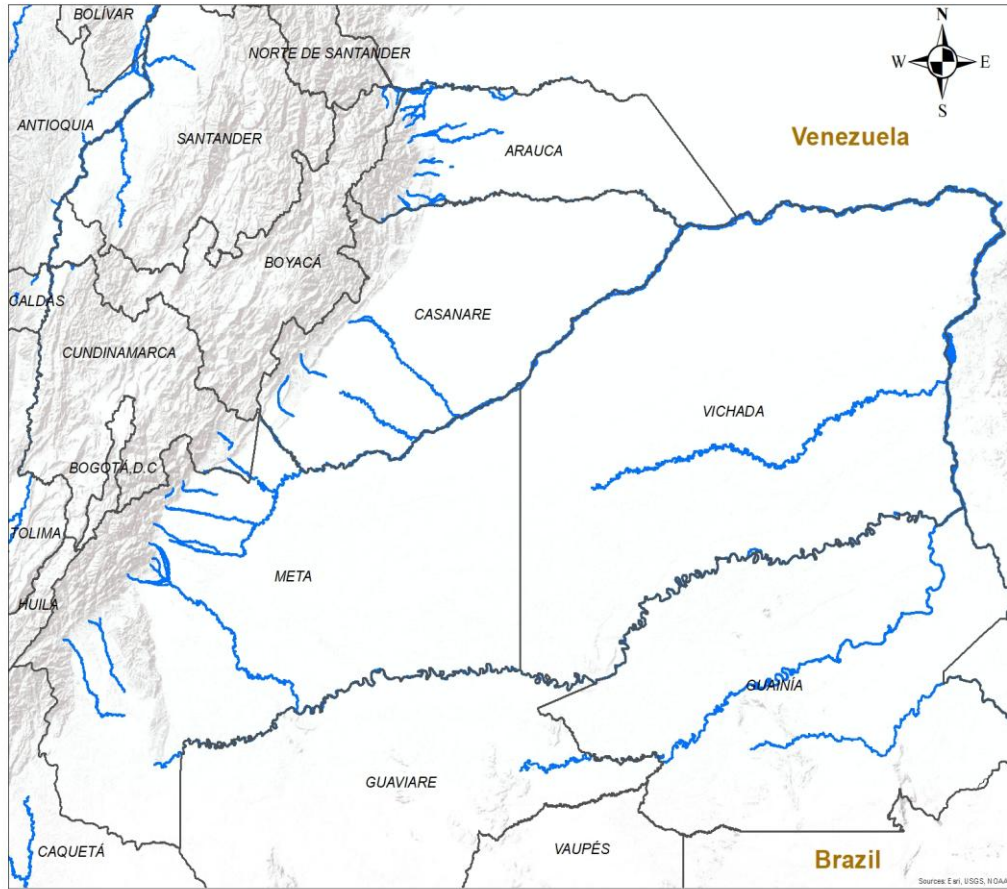 BOLÍVAR
N
NORTE DE SANTANDER
W
E
S
ANTIOQUIA
SANTANDER
ARAUCA
Venezuela
BOYACÁ
CALDAS
CASANARE
CUNDINAMARCA
VICHADA
BOGOTÁ, D.C
TOLIMA
META
HUILA
GUAINÍA
GUAVIARE
CAQUETÁ
VAUPÉS
Brazil
Sources: Esri, USGS, NOAA